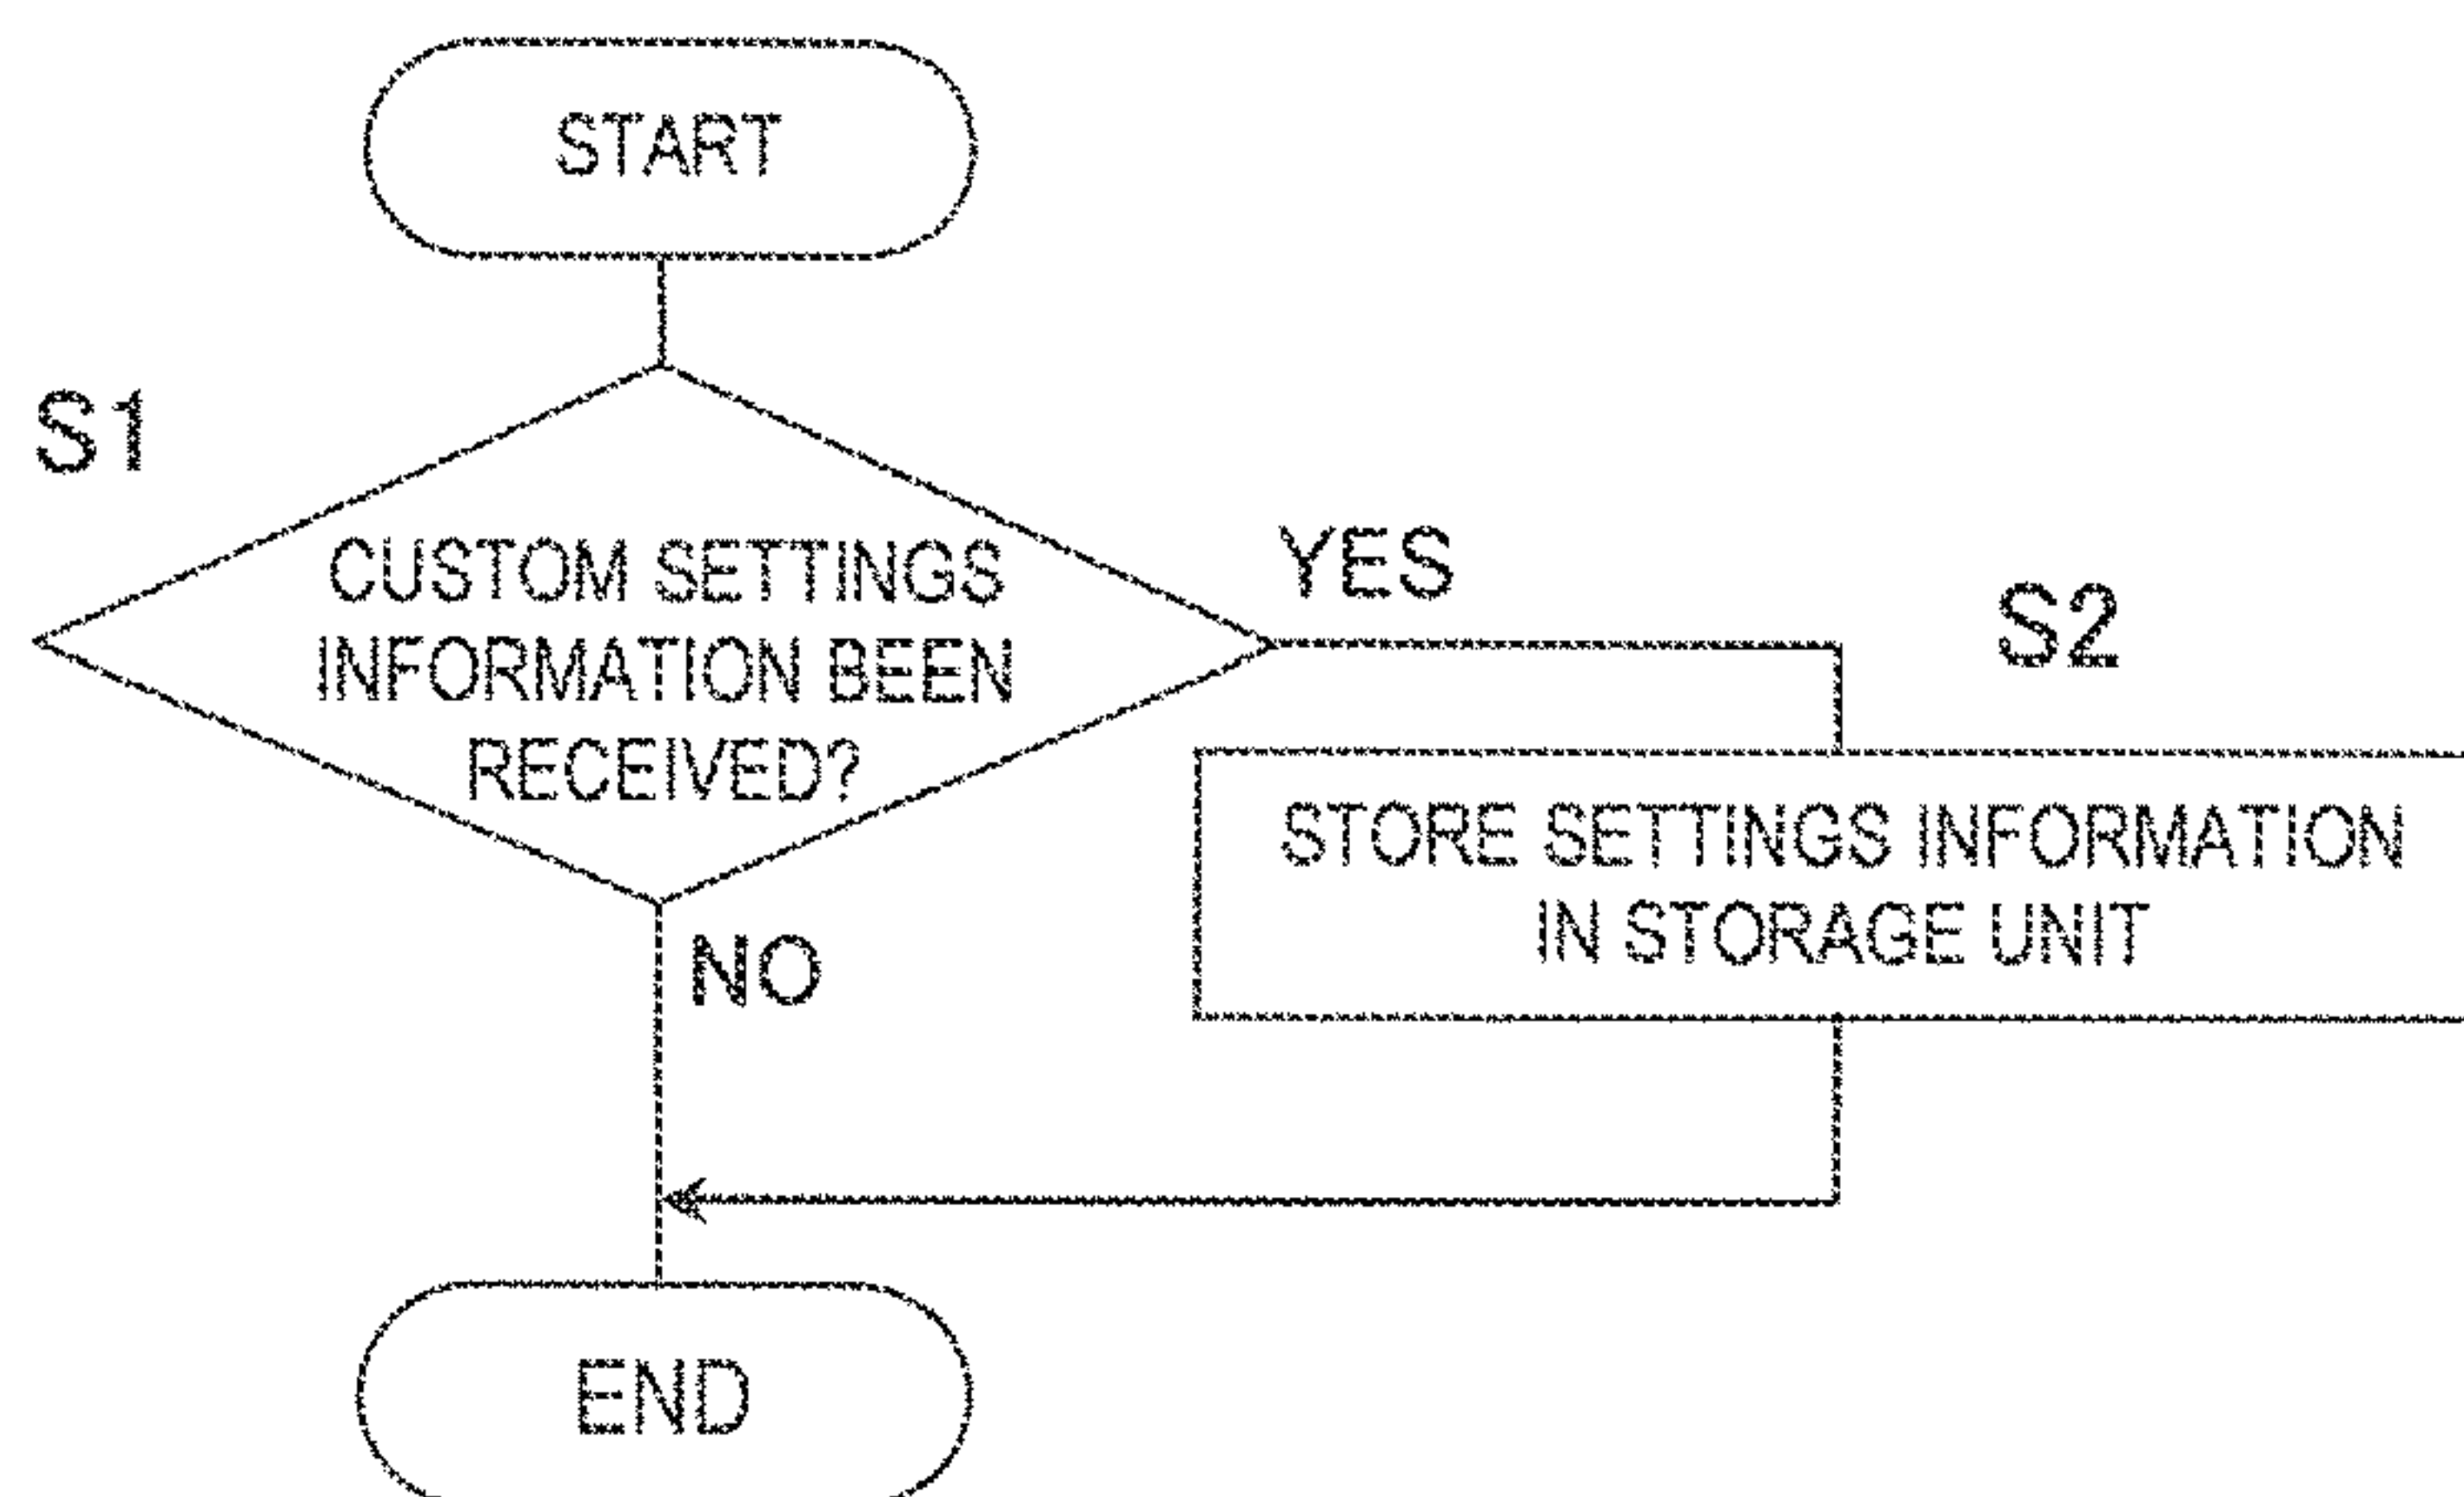 START
S1
CUSTOM SETTINGS
INFORMATION BEEN
RECEIVED?
YES
S2
STORE SETTINGS INFORMATION
IN STORAGE UNIT
NO
END